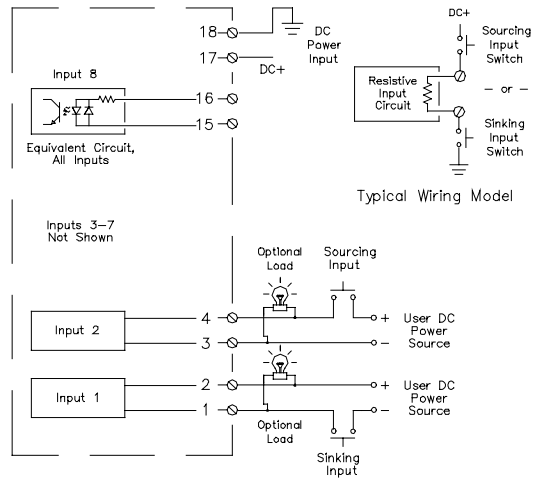 18
DC
Power
Input
17
DC+
Input 8
16
15
Equivalent Circuit,
All Inputs
DC+
Sourcing
Input
Switch
Resistive
Input
Circuit
– or –
Sinking
Input
Switch
Typical Wiring Model
Inputs 3–7
Not Shown
Optional
Load
Sourcing
Input
Input 2
4
3
+
–
User DC
Power
Source
Input 1
2
1
+
–
User DC
Power
Source
Optional
Load
Sinking
Input